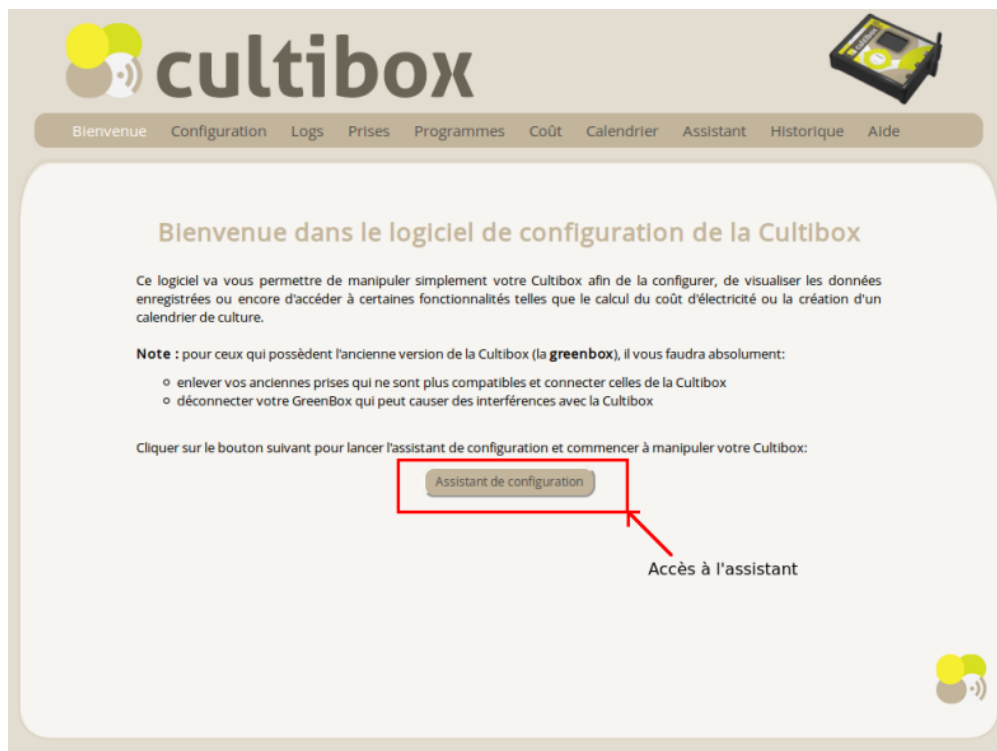 cultibox
Bienvenue Configuration Logs Prises Programmes Coût Calendrier Assistant Historique Aide
Bienvenue dans le logiciel de configuration de la Cultibox
Ce logiciel va vous permettre de manipuler simplement votre Cultibox afin de la configurer, de visualiser les données
enregistrées ou encore d'accéder à certaines fonctionnalités telles que le calcul du coût d'électricité ou la création d'un
calendrier de culture.
Note : pour ceux qui possèdent l'ancienne version de la Cultibox (la greenbox), il vous faudra absolument:
enlever vos anciennes prises qui ne sont plus compatibles et connecter celles de la Cultibox
déconnecter votre GreenBox qui peut causer des interférences avec la Cultibox
Cliquer sur le bouton suivant pour lancer l'assistant de configuration et commencer à manipuler votre Cultibox:
Assistant de configuration
Accès à l'assistant